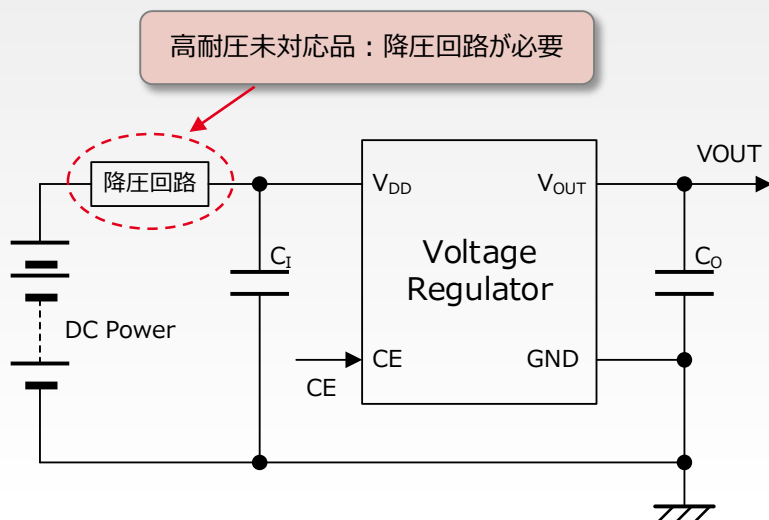 高耐圧未対応品：降圧回路が必要
降圧回路
VDD
VOUT
VOUT
CI
Voltage
Regulator
CO
DC Power
CE
GND
CE